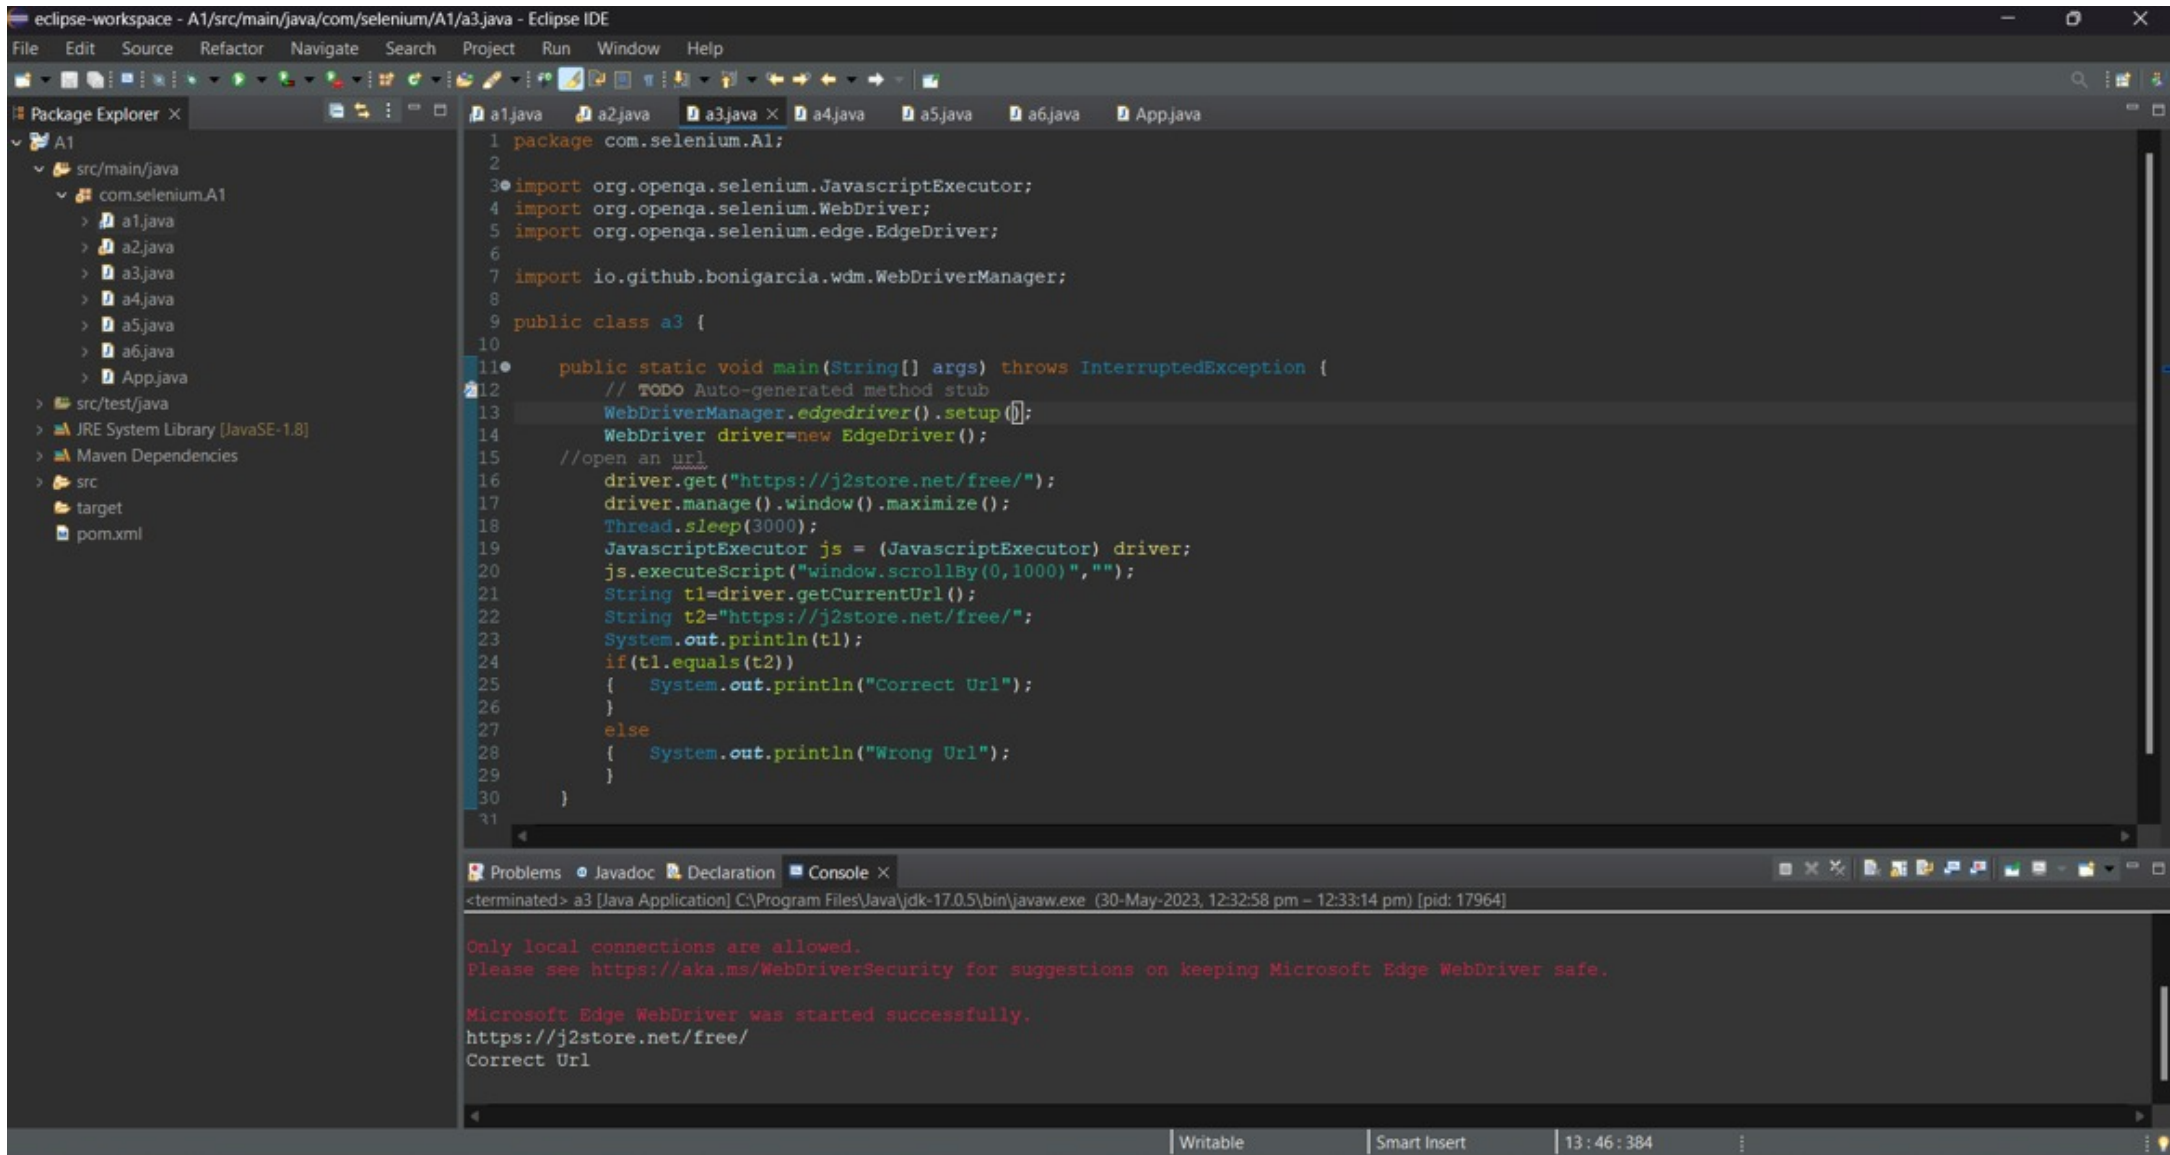 eclipse-workspace - A1/src/main/java/com/selenium/A1/a3.java - Eclipse IDE
File Edit Source Refactor Navigate Search Project Run Window Help
Package Explorer
A1
src/main/java
com.selenium.A1
a1.java
a2.java
a3.java
a4.java
a5.java
a6.java
App.java
src/test/java
JRE System Library [JavaSE-1.8]
Maven Dependencies
src
target
pom.xml
a1.java a2.java a3.java a4.java a5.java a6.java App.java
1 package com.selenium.A1;
2
3 import org.openqa.selenium.JavascriptExecutor;
4 import org.openqa.selenium.WebDriver;
5 import org.openqa.selenium.edge.EdgeDriver;
6
7 import io.github.bonigarcia.wdm.WebDriverManager;
8
9 public class a3 {
10
11 public static void main(String[] args) throws InterruptedException {
12 // TODO Auto-generated method stub
13 WebDriverManager.edgedriver().setup();
14 WebDriver driver=new EdgeDriver();
15 //open an url
16 driver.get("https://j2store.net/free/");
17 driver.manage().window().maximize();
18 Thread.sleep(3000);
19 JavascriptExecutor js = (JavascriptExecutor) driver;
20 js.executeScript("window.scrollBy(0,1000)","");
21 String t1=driver.getCurrentUrl();
22 String t2="https://j2store.net/free/";
23 System.out.println(t1);
24 if(t1.equals(t2))
25 { System.out.println("Correct Url");
26 }
27 else
28 { System.out.println("Wrong Url");
29 }
30 }
31
Problems Javadoc Declaration Console
<terminated> a3 [Java Application] C:\Program Files\Java\jdk-17.0.5\bin\javaw.exe (30-May-2023, 12:32:58 pm – 12:33:14 pm) [pid: 17964]
Only local connections are allowed.
Please see https://aka.ms/WebDriverSecurity for suggestions on keeping Microsoft Edge WebDriver safe.
Microsoft Edge WebDriver was started successfully.
https://j2store.net/free/
Correct Url
Writable Smart Insert 13 : 46 : 384